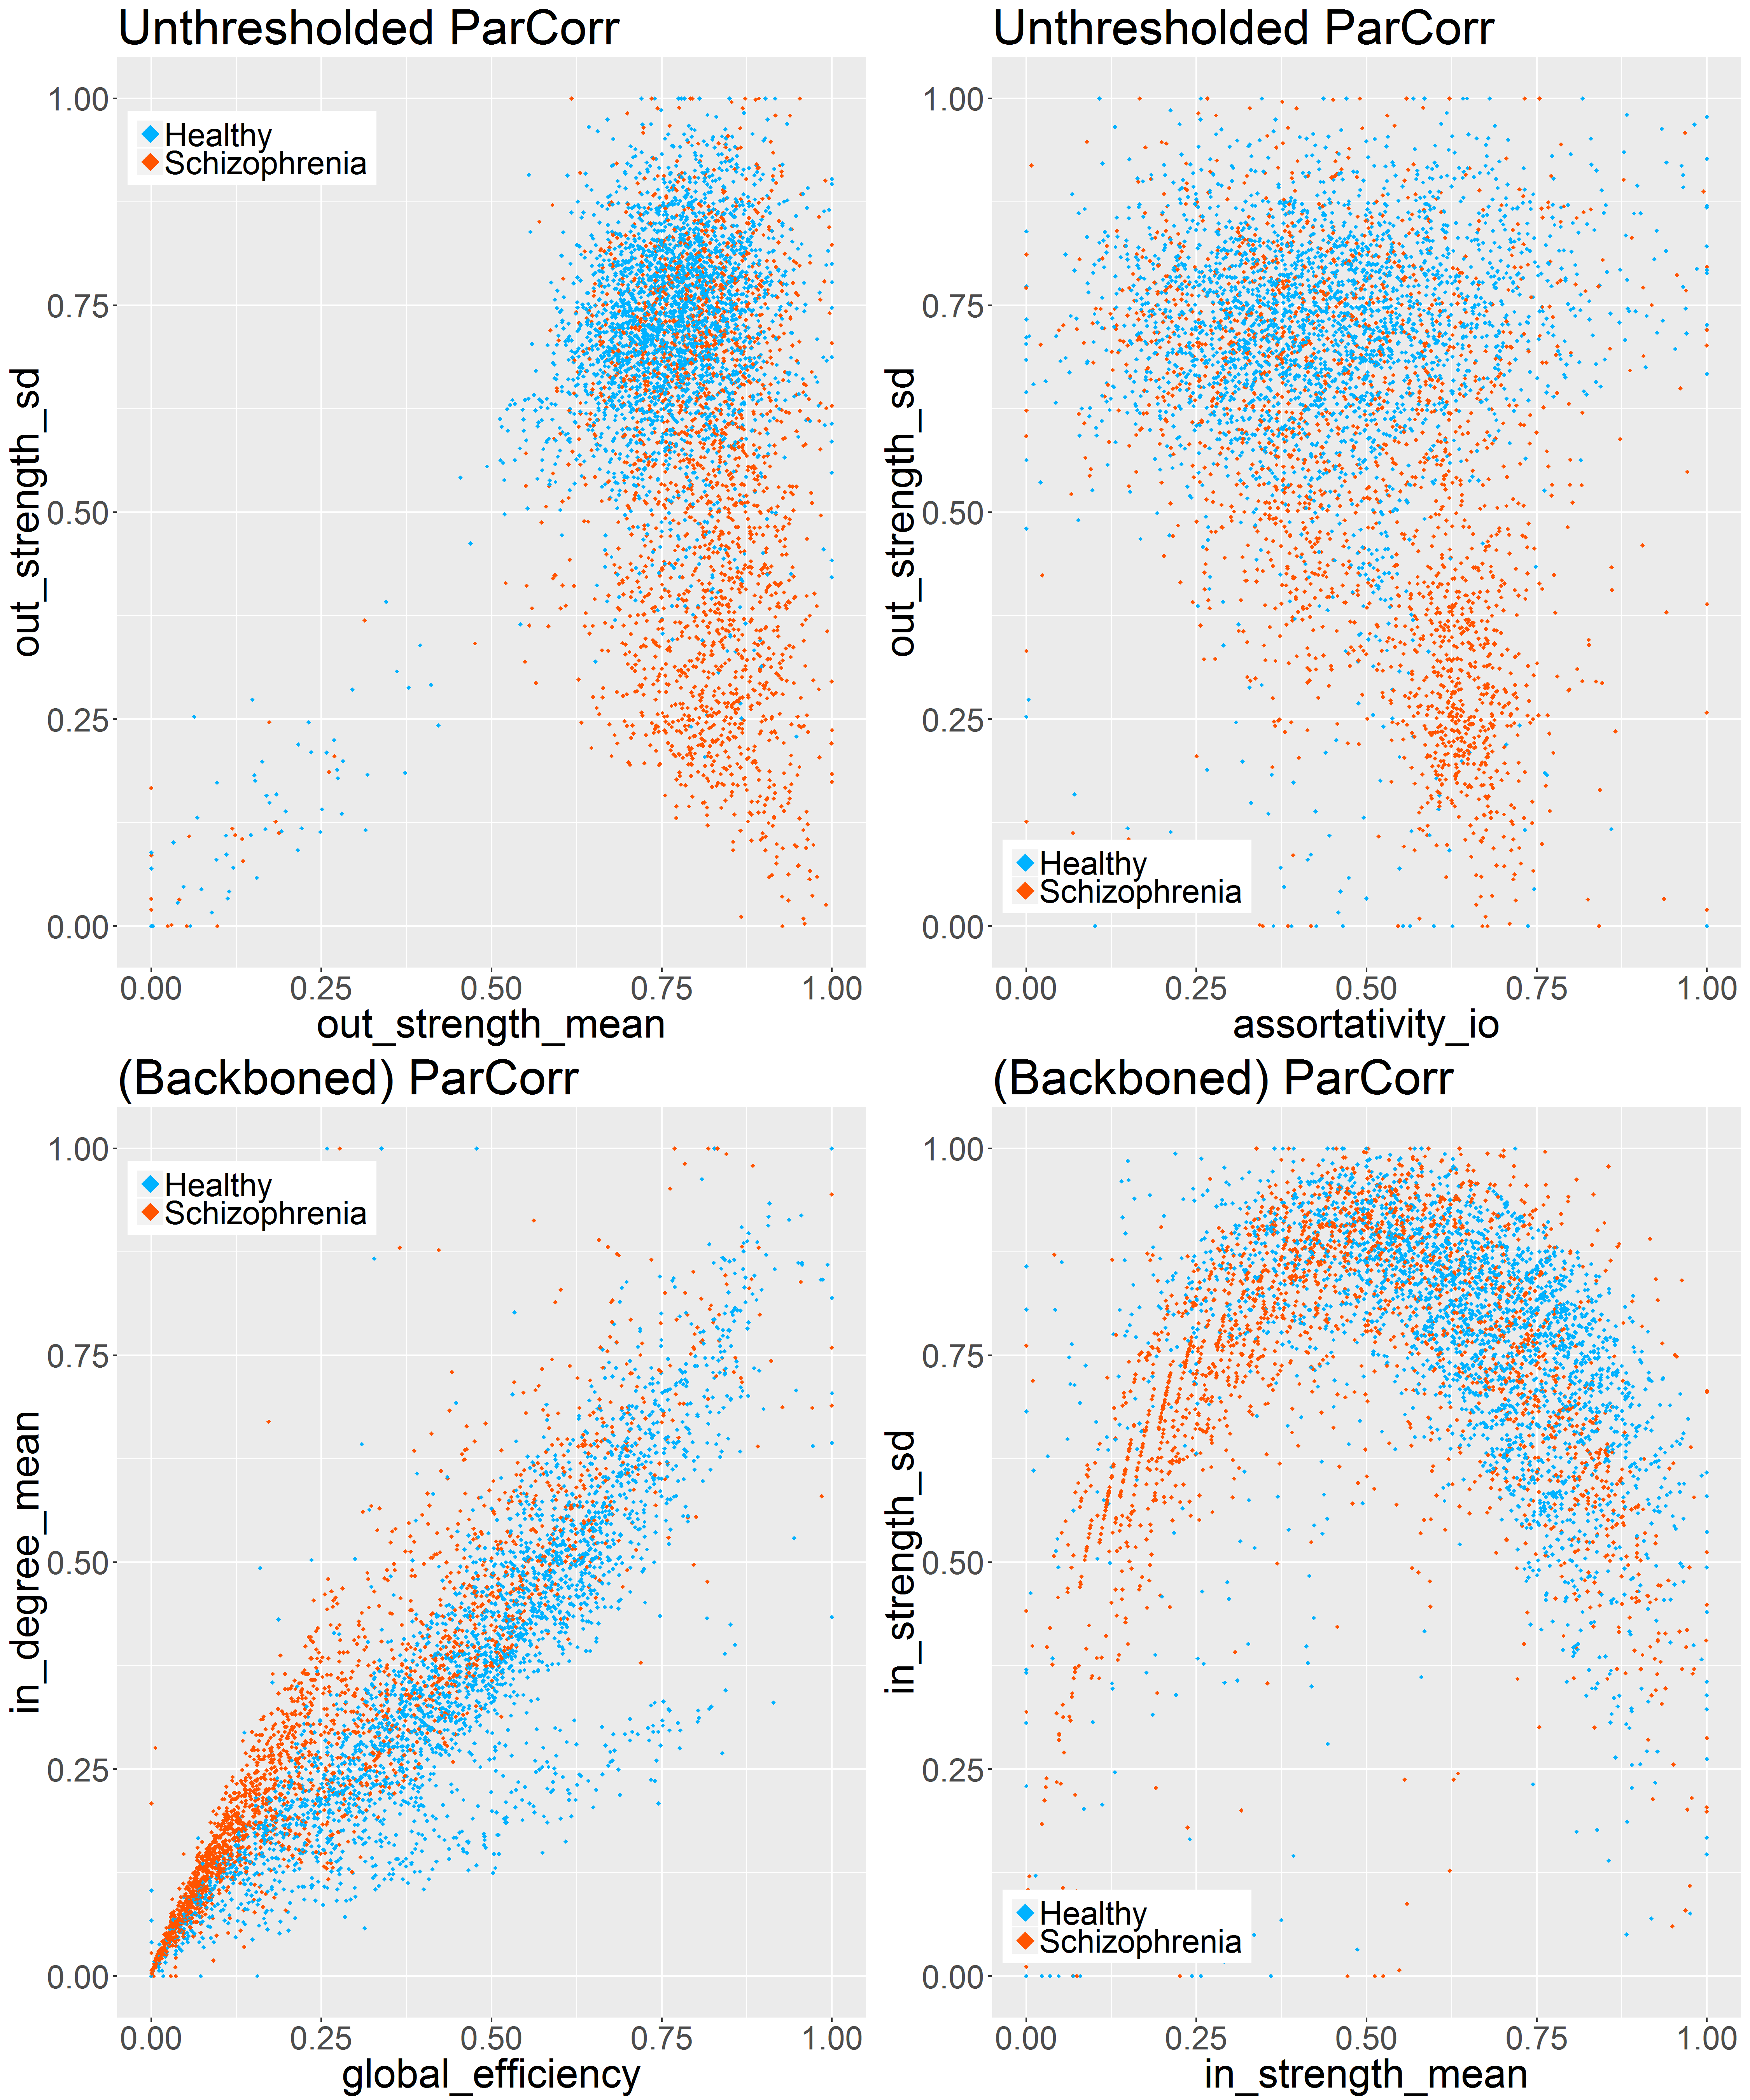 Unthresholded ParCorr
out_strength_sd
1.00
0.75
0.50
0.25
0.00
Healthy
Schizophrenia
0.00 0.25 0.50 0.75 1.00
out_strength_mean
Unthresholded ParCorr
out_strength_sd
1.00
0.75
0.50
0.25
0.00
Healthy
Schizophrenia
0.00 0.25 0.50 0.75 1.00
assortativity_io
(Backboned) ParCorr
in_degree_mean
1.00
0.75
0.50
0.25
0.00
Healthy
Schizophrenia
0.00 0.25 0.50 0.75 1.00
global_efficiency
(Backboned) ParCorr
in_strength_sd
1.00
0.75
0.50
0.25
0.00
Healthy
Schizophrenia
0.00 0.25 0.50 0.75 1.00
in_strength_mean